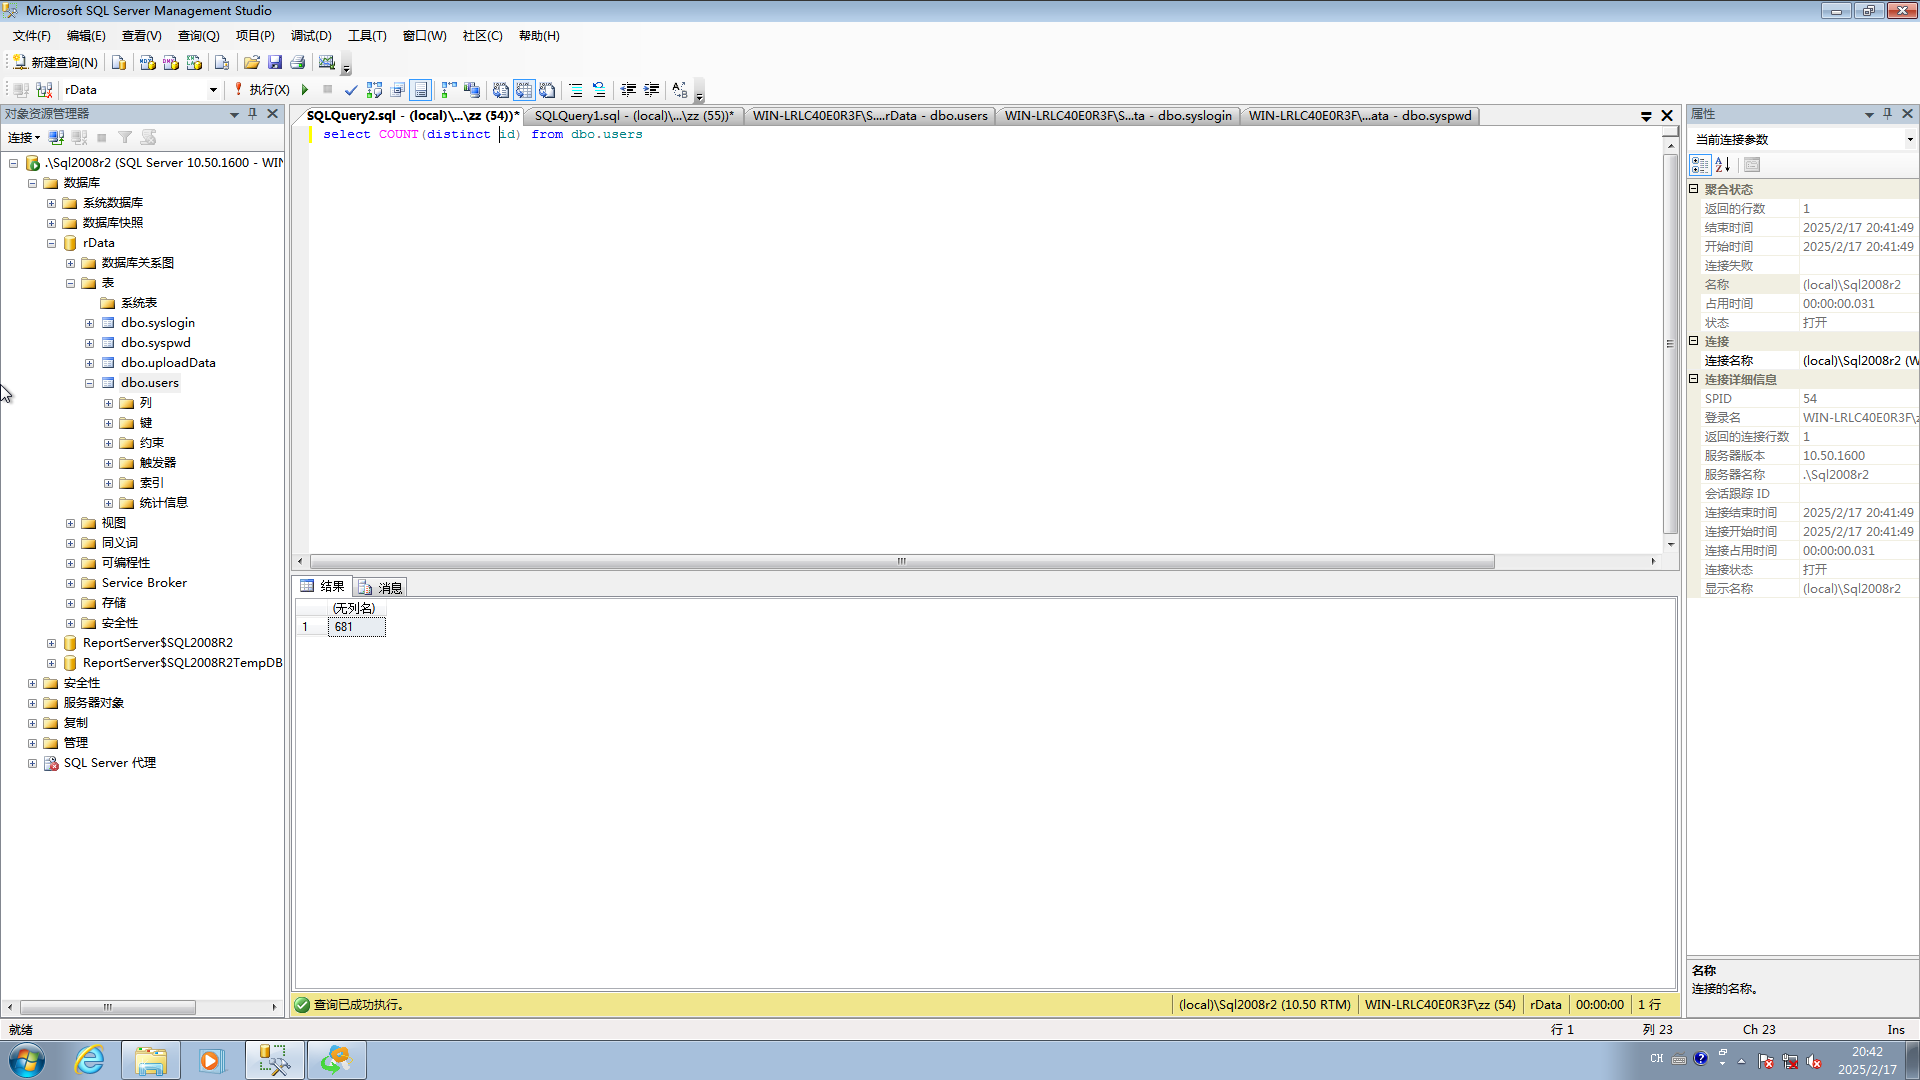 Microsoft SQL Server Management Studio
文件(F) 编辑(E) 查看(V) 查询(Q) 项目(P) 调试(D) 工具(T) 窗口(W) 社区(C) 帮助(H)
新建查询(N)
rData 执行(X)
对象资源管理器
连接
.\Sql2008r2 (SQL Server 10.50.1600 - WIN
数据库
系统数据库
数据库快照
rData
数据库关系图
表
系统表
dbo.syslogin
dbo.syspwd
dbo.uploadData
dbo.users
列
键
约束
触发器
索引
统计信息
视图
同义词
可编程性
Service Broker
存储
安全性
ReportServer$SQL2008R2
ReportServer$SQL2008R2TempDB
安全性
服务器对象
复制
管理
SQL Server 代理
SQLQuery2.sql - (local)\...\zz (54))* SQLQuery1.sql - (local)\...\zz (55))* WIN-LRLC40E0R3F\S....rData - dbo.users WIN-LRLC40E0R3F\S...ta - dbo.syslogin WIN-LRLC40E0R3F\...ata - dbo.syspwd
select COUNT(distinct id) from dbo.users
结果 消息
(无列名)
1 681
查询已成功执行。 (local)\Sql2008r2 (10.50 RTM) WIN-LRLC40E0R3F\zz (54) rData 00:00:00 1 行
属性
当前连接参数
聚合状态
返回的行数 1
结束时间 2025/2/17 20:41:49
开始时间 2025/2/17 20:41:49
连接失败
名称 (local)\Sql2008r2
占用时间 00:00:00.031
状态 打开
连接
连接名称 (local)\Sql2008r2 (W
连接详细信息
SPID 54
登录名 WIN-LRLC40E0R3F\z
返回的连接行数 1
服务器版本 10.50.1600
服务器名称 .\Sql2008r2
会话跟踪 ID
连接结束时间 2025/2/17 20:41:49
连接开始时间 2025/2/17 20:41:49
连接占用时间 00:00:00.031
连接状态 打开
显示名称 (local)\Sql2008r2
名称
连接的名称。
就绪 行 1 列 23 Ch 23 Ins
CH 20:42
2025/2/17